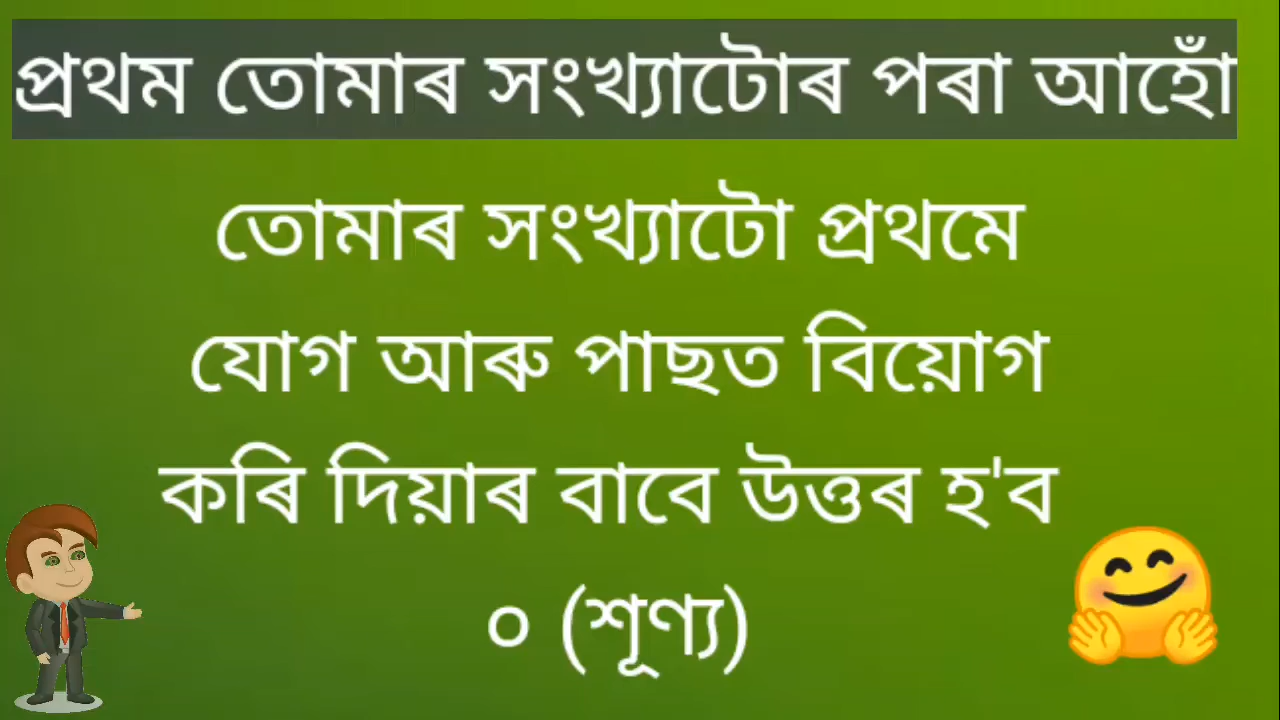 প্ৰথম তোমাৰ সংখ্যাটোৰ পৰা আহোঁ
তোমাৰ সংখ্যাটো প্ৰথমে
যোগ আৰু পাছত বিয়োগ
কৰি দিয়াৰ বাবে উত্তৰ হ'ব
০ (শূণ্য)